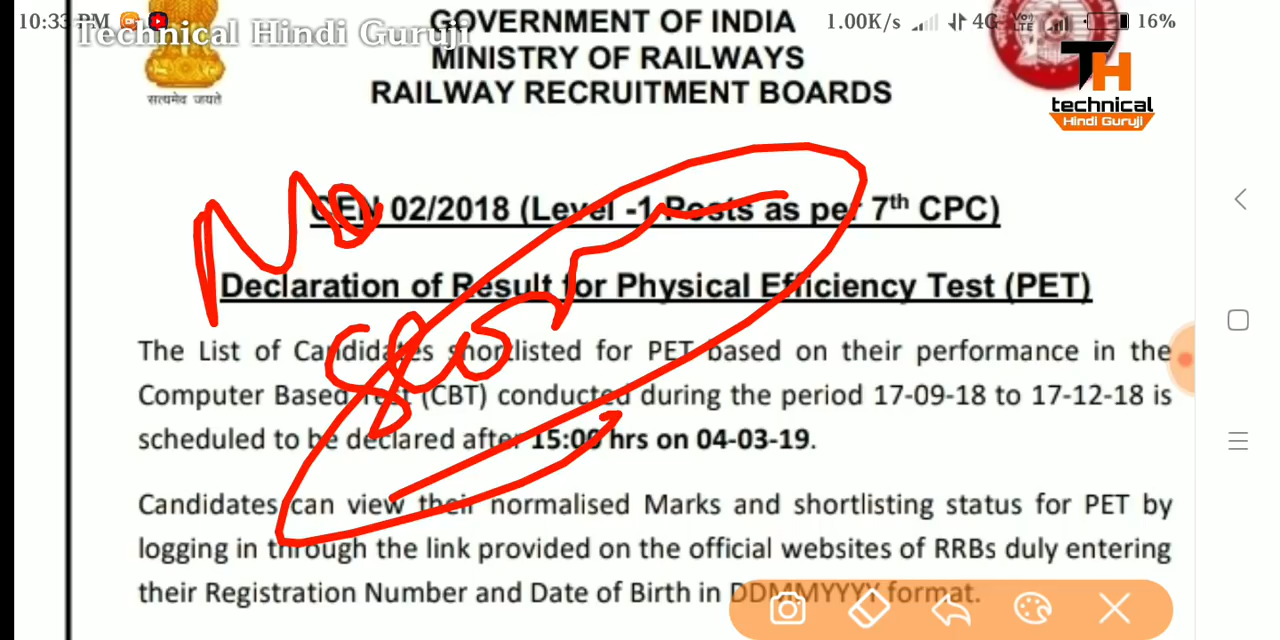 10:33 PM 1.00K/s 4G VoLTE 16%
Technical Hindi Guruji
GOVERNMENT OF INDIA
MINISTRY OF RAILWAYS
RAILWAY RECRUITMENT BOARDS
सत्यमेव जयते
TH
technical
Hindi Guruji
CEN 02/2018 (Level -1 Posts as per 7th CPC)
No
Declaration of Result for Physical Efficiency Test (PET)
The List of Candidates shortlisted for PET based on their performance in the
Computer Based Test (CBT) conducted during the period 17-09-18 to 17-12-18 is
scheduled to be declared after 15:00 hrs on 04-03-19.
Candidates can view their normalised Marks and shortlisting status for PET by
logging in through the link provided on the official websites of RRBs duly entering
their Registration Number and Date of Birth in DDMMYYYY format.